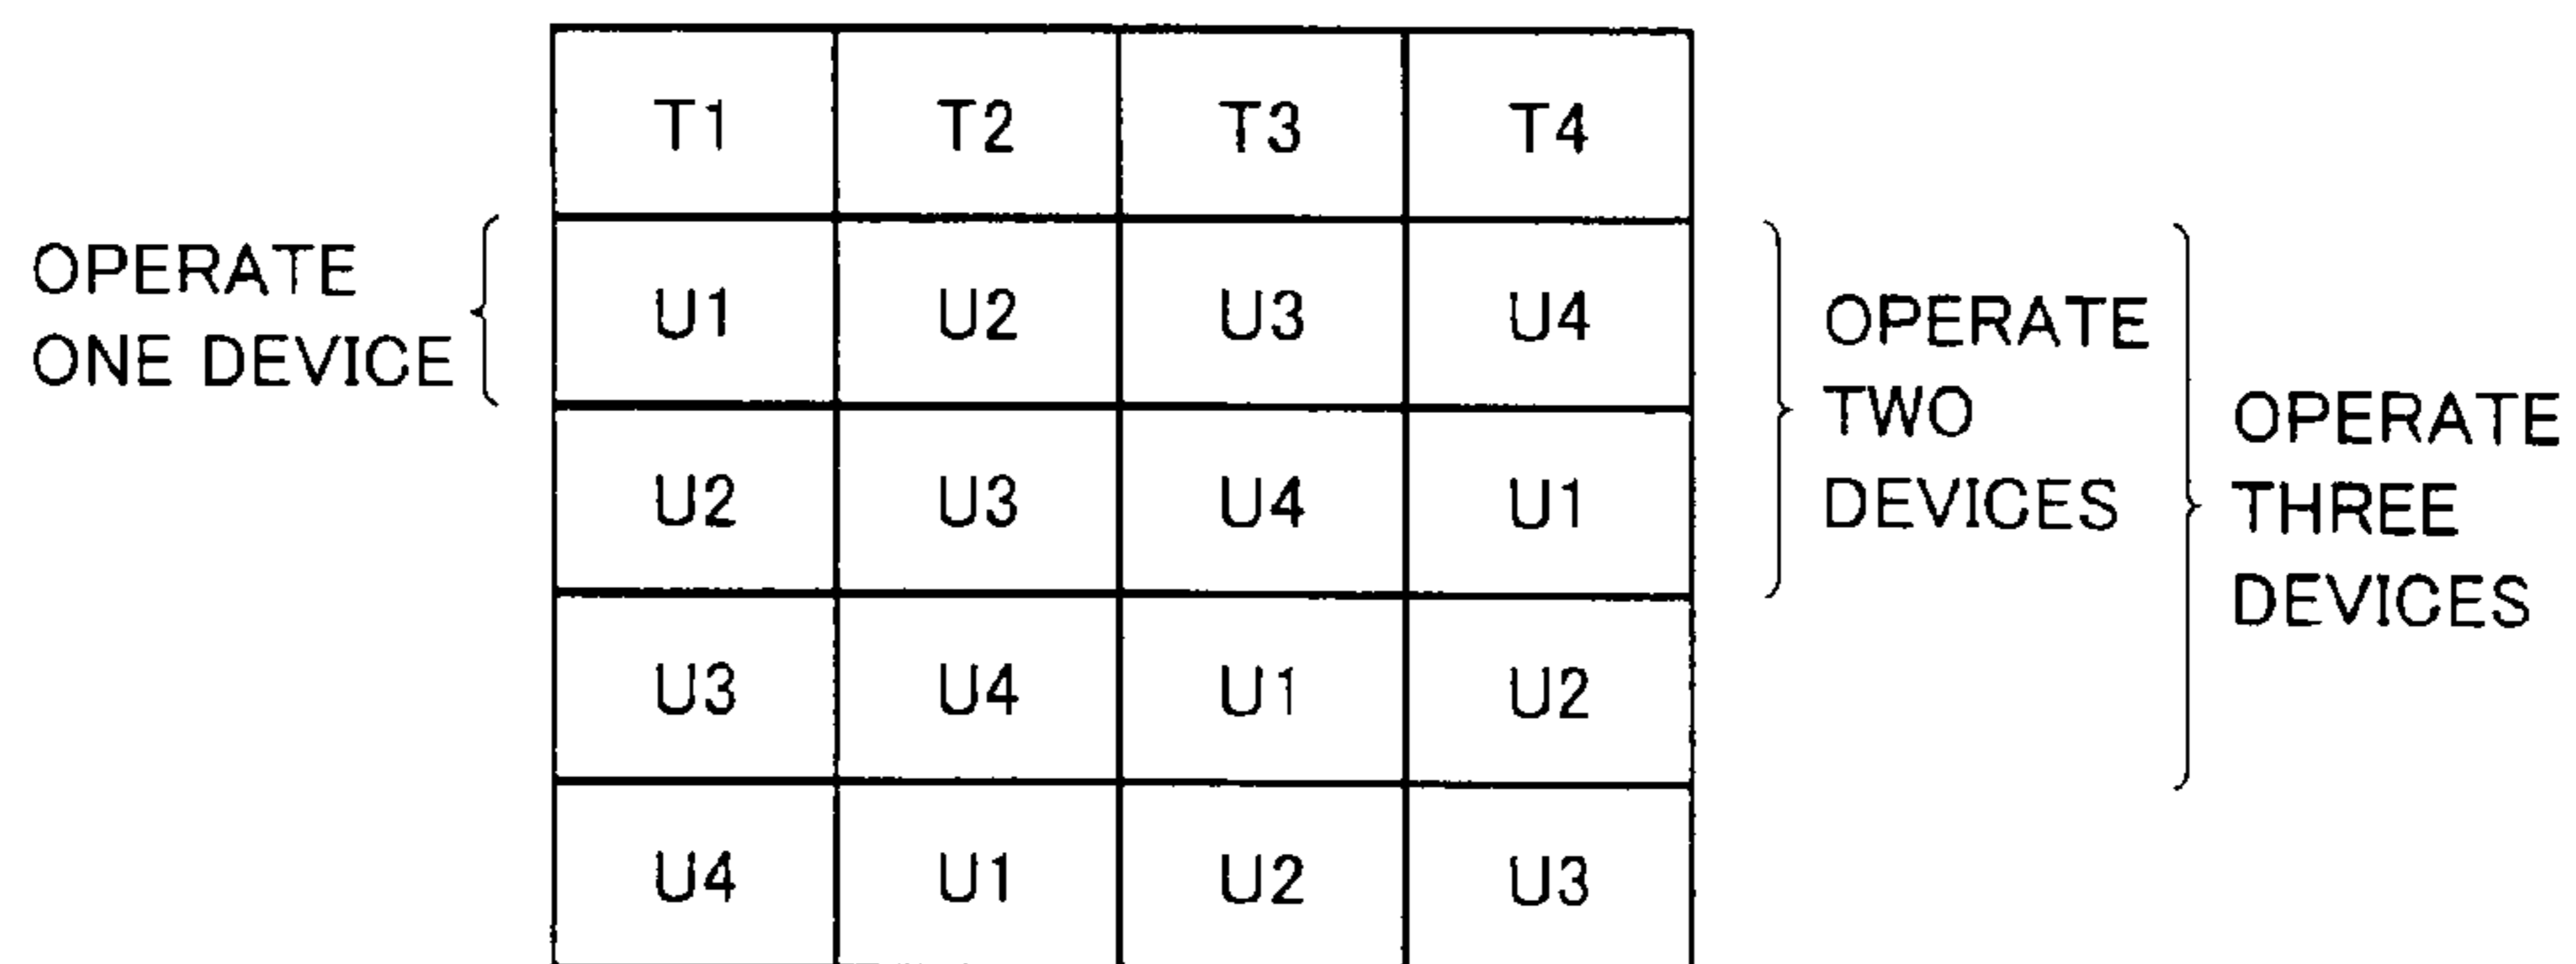 T1 T2 T3 T4
OPERATE
ONE DEVICE
U1 U2 U3 U4
U2 U3 U4 U1
U3 U4 U1 U2
U4 U1 U2 U3
OPERATE
TWO
DEVICES
OPERATE
THREE
DEVICES